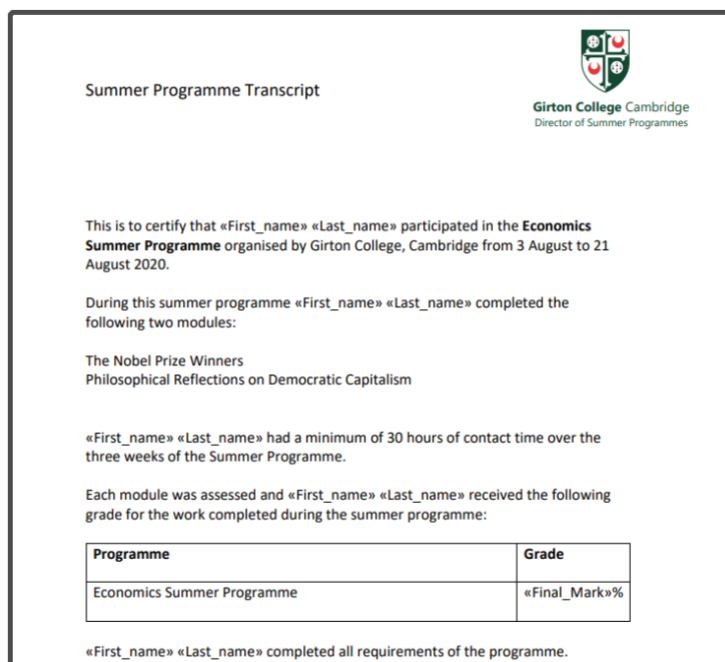 Summer Programme Transcript
Girton College Cambridge
Director of Summer Programmes
This is to certify that «First_name» «Last_name» participated in the Economics
Summer Programme organised by Girton College, Cambridge from 3 August to 21
August 2020.
During this summer programme «First_name» «Last_name» completed the
following two modules:
The Nobel Prize Winners
Philosophical Reflections on Democratic Capitalism
«First_name» «Last_name» had a minimum of 30 hours of contact time over the
three weeks of the Summer Programme.
Each module was assessed and «First_name» «Last_name» received the following
grade for the work completed during the summer programme:
Programme Grade
Economics Summer Programme «Final_Mark»%
«First_name» «Last_name» completed all requirements of the programme.